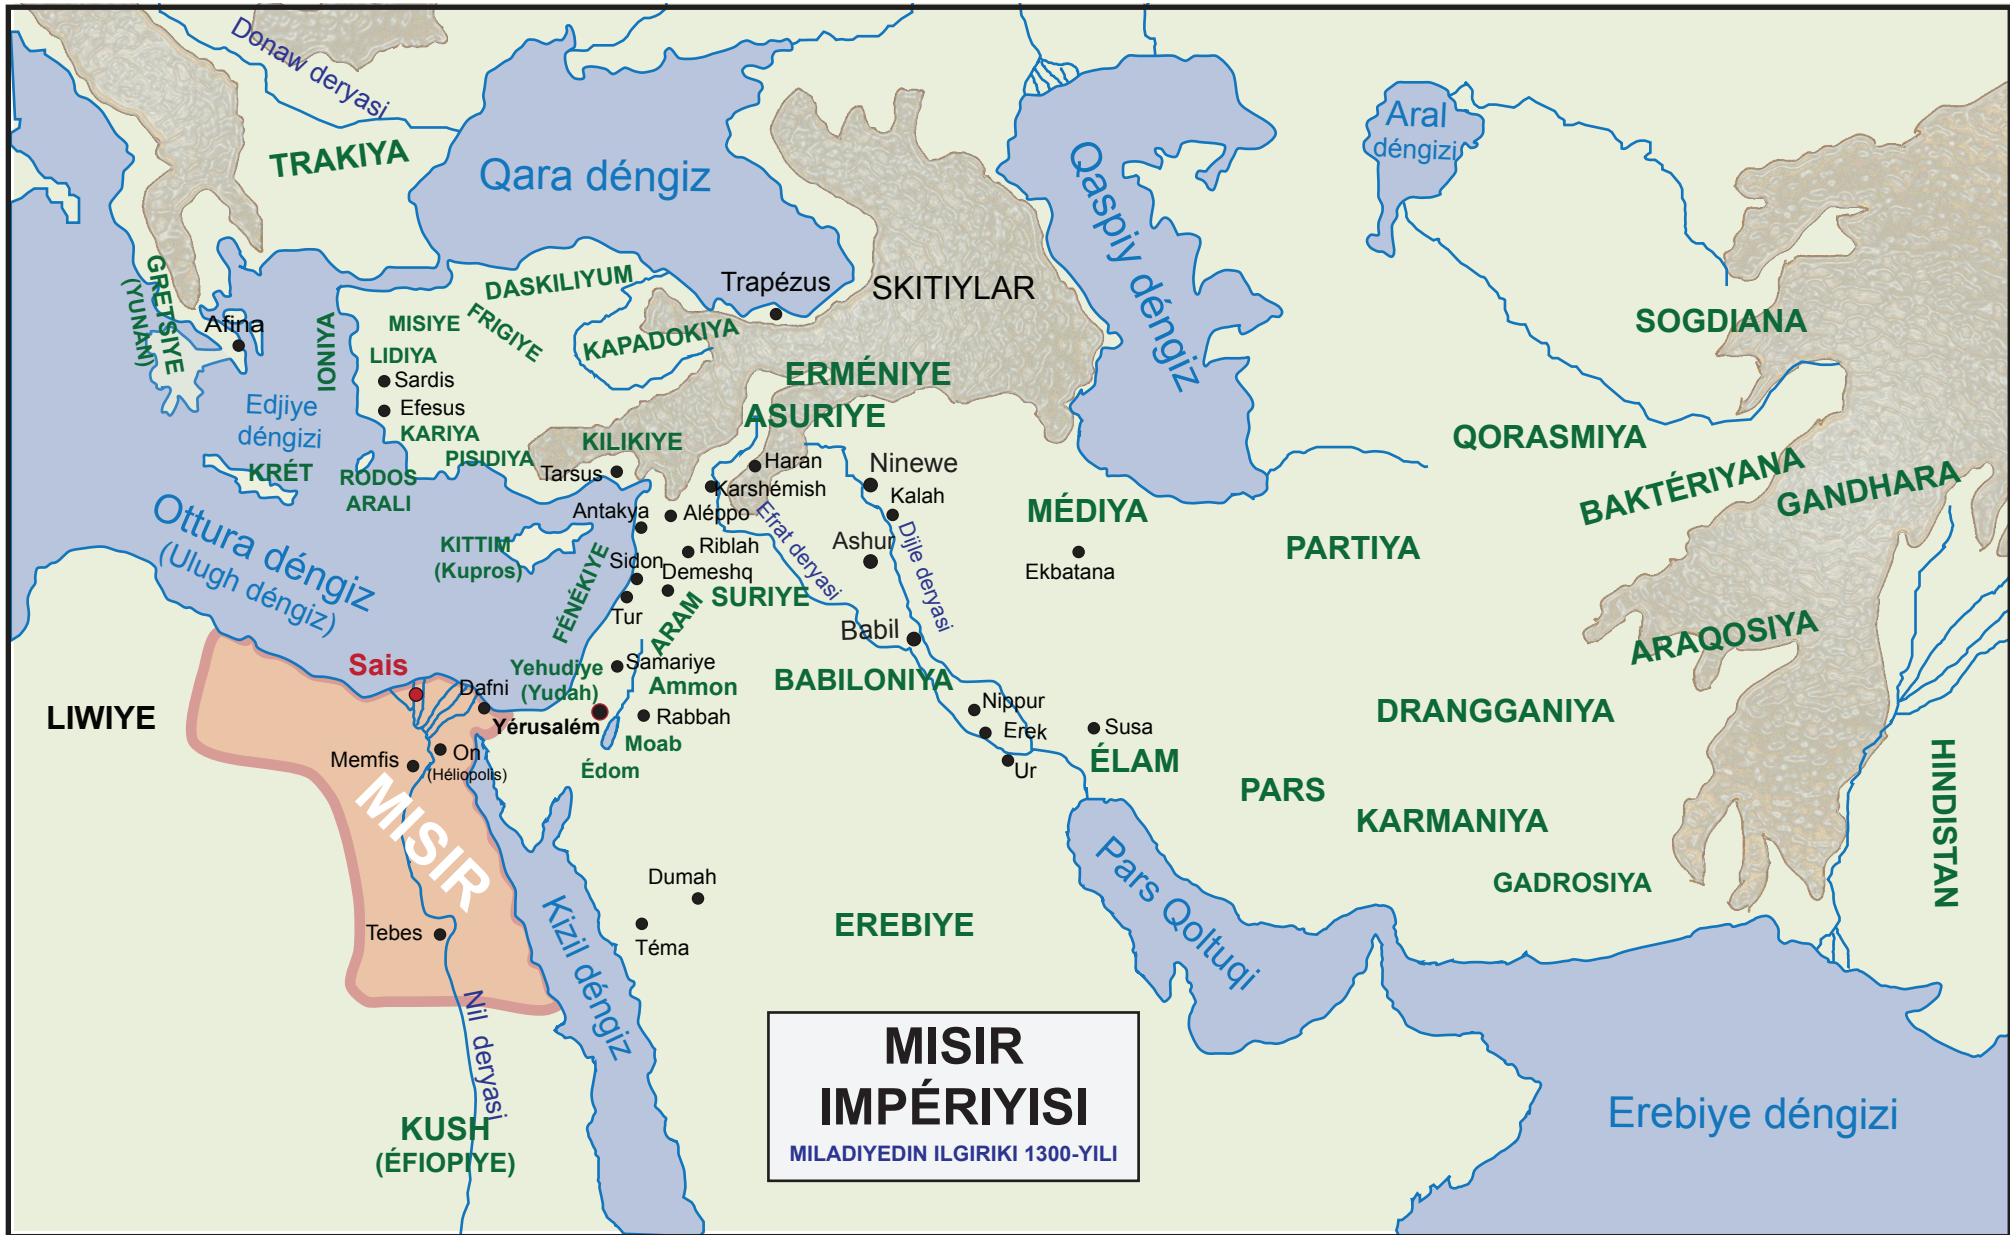 Donaw deryasi
TRAKIYA
Qara déngiz
Qaspiy déngiz
Aral
déngizi
GRETSIYE
(YUNAN)
Afina
IONIYA
DASKILIYUM
MISIYE
FRIGIYE
LIDIYA
Sardis
Efesus
KARIYA
PISIDIYA
KAPADOKIYA
Trapézus
SKITIYLAR
ERMÉNIYE
ASURIYE
SOGDIANA
Edjiye
déngizi
KRÉT
RODOS
ARALI
KILIKIYE
Tarsus
Haran
Karshémish
Ninewe
Kalah
QORASMIYA
BAKTÉRIYANA
GANDHARA
Ottura déngiz
(Ulugh déngiz)
KITTIM
(Kupros)
Antakya
Aléppo
Riblah
Sidon
Demeshq
Tur
FÉNÉKIYE
ARAM
SURIYE
Efrat deryasi
Ashur
Dijle deryasi
MÉDIYA
Ekbatana
PARTIYA
Babil
BABILONIYA
ARAQOSIYA
LIWIYE
Sais
Dafni
Yehudiye
(Yudah)
Samariye
Ammon
Yérusalém
Rabbah
Moab
Édom
Nippur
Erek
Ur
Susa
ÉLAM
DRANGGANIYA
Memfis
On
(Héliopolis)
MISIR
PARS
KARMANIYA
GADROSIYA
HINDISTAN
Tebes
Dumah
Téma
EREBIYE
Pars Qoltuqi
Kizil déngiz
Nil deryasi
KUSH
(ÉFIOPIYE)
Erebiye déngizi
MISIR
IMPÉRIYISI
MILADIYEDIN ILGIRIKI 1300-YILI